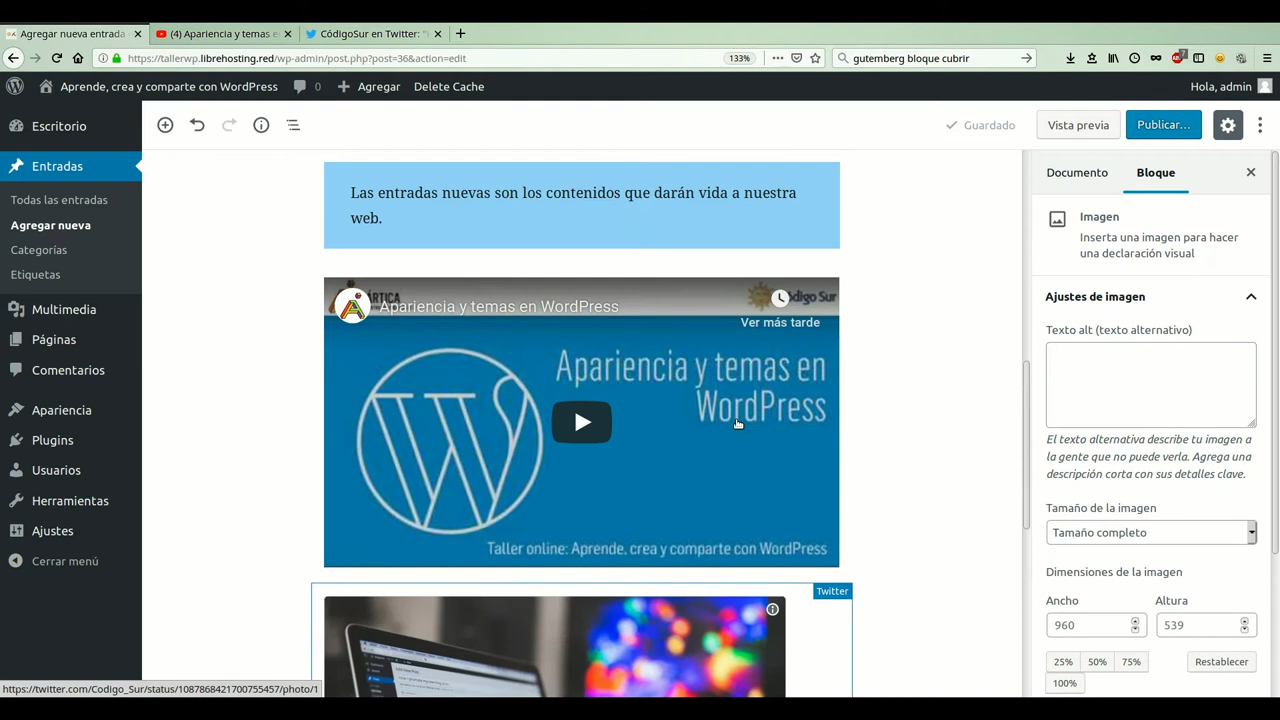 Agregar nueva entrada
(4) Apariencia y temas e
CódigoSur en Twitter: "
https://tallerwp.librehosting.red/wp-admin/post.php?post=36&action=edit
133%
gutemberg bloque cubrir
7
Aprende, crea y comparte con WordPress
0
Agregar
Delete Cache
Hola, admin
Escritorio
Entradas
Todas las entradas
Agregar nueva
Categorías
Etiquetas
Multimedia
Páginas
Comentarios
Apariencia
Plugins
Usuarios
Herramientas
Ajustes
Cerrar menú
Guardado
Vista previa
Publicar...
Las entradas nuevas son los contenidos que darán vida a nuestra
web.
Apariencia y temas en WordPress
Ver más tarde
Apariencia y temas en
WordPress
Taller online: Aprende, crea y comparte con WordPress
Twitter
Documento
Bloque
Imagen
Inserta una imagen para hacer
una declaración visual
Ajustes de imagen
Texto alt (texto alternativo)
El texto alternativa describe tu imagen a
la gente que no puede verla. Agrega una
descripción corta con sus detalles clave.
Tamaño de la imagen
Tamaño completo
Dimensiones de la imagen
Ancho
Altura
960
539
25%
50%
75%
Restablecer
100%
https://twitter.com/Codigo_Sur/status/1087868421700755457/photo/1